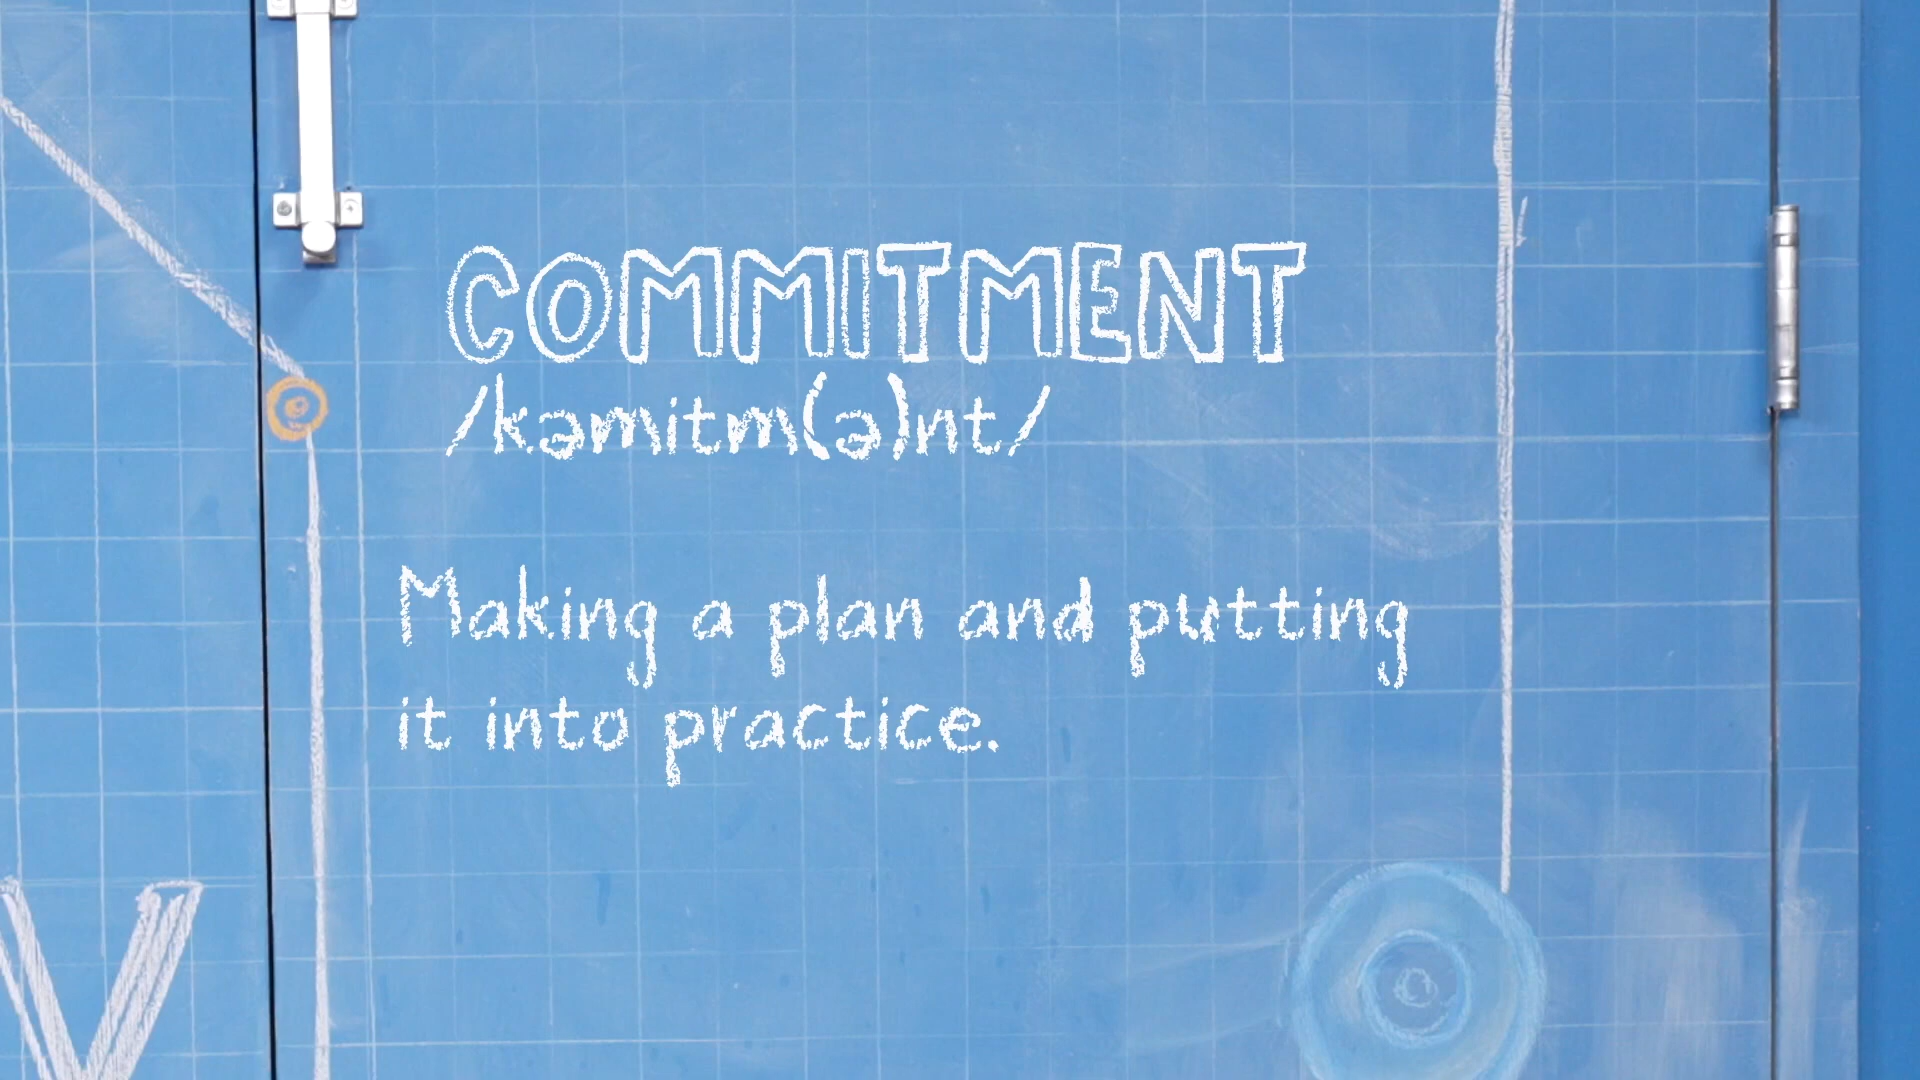 COMMITMENT
/kəmitm(ə)nt/
Making a plan and putting
it into practice.